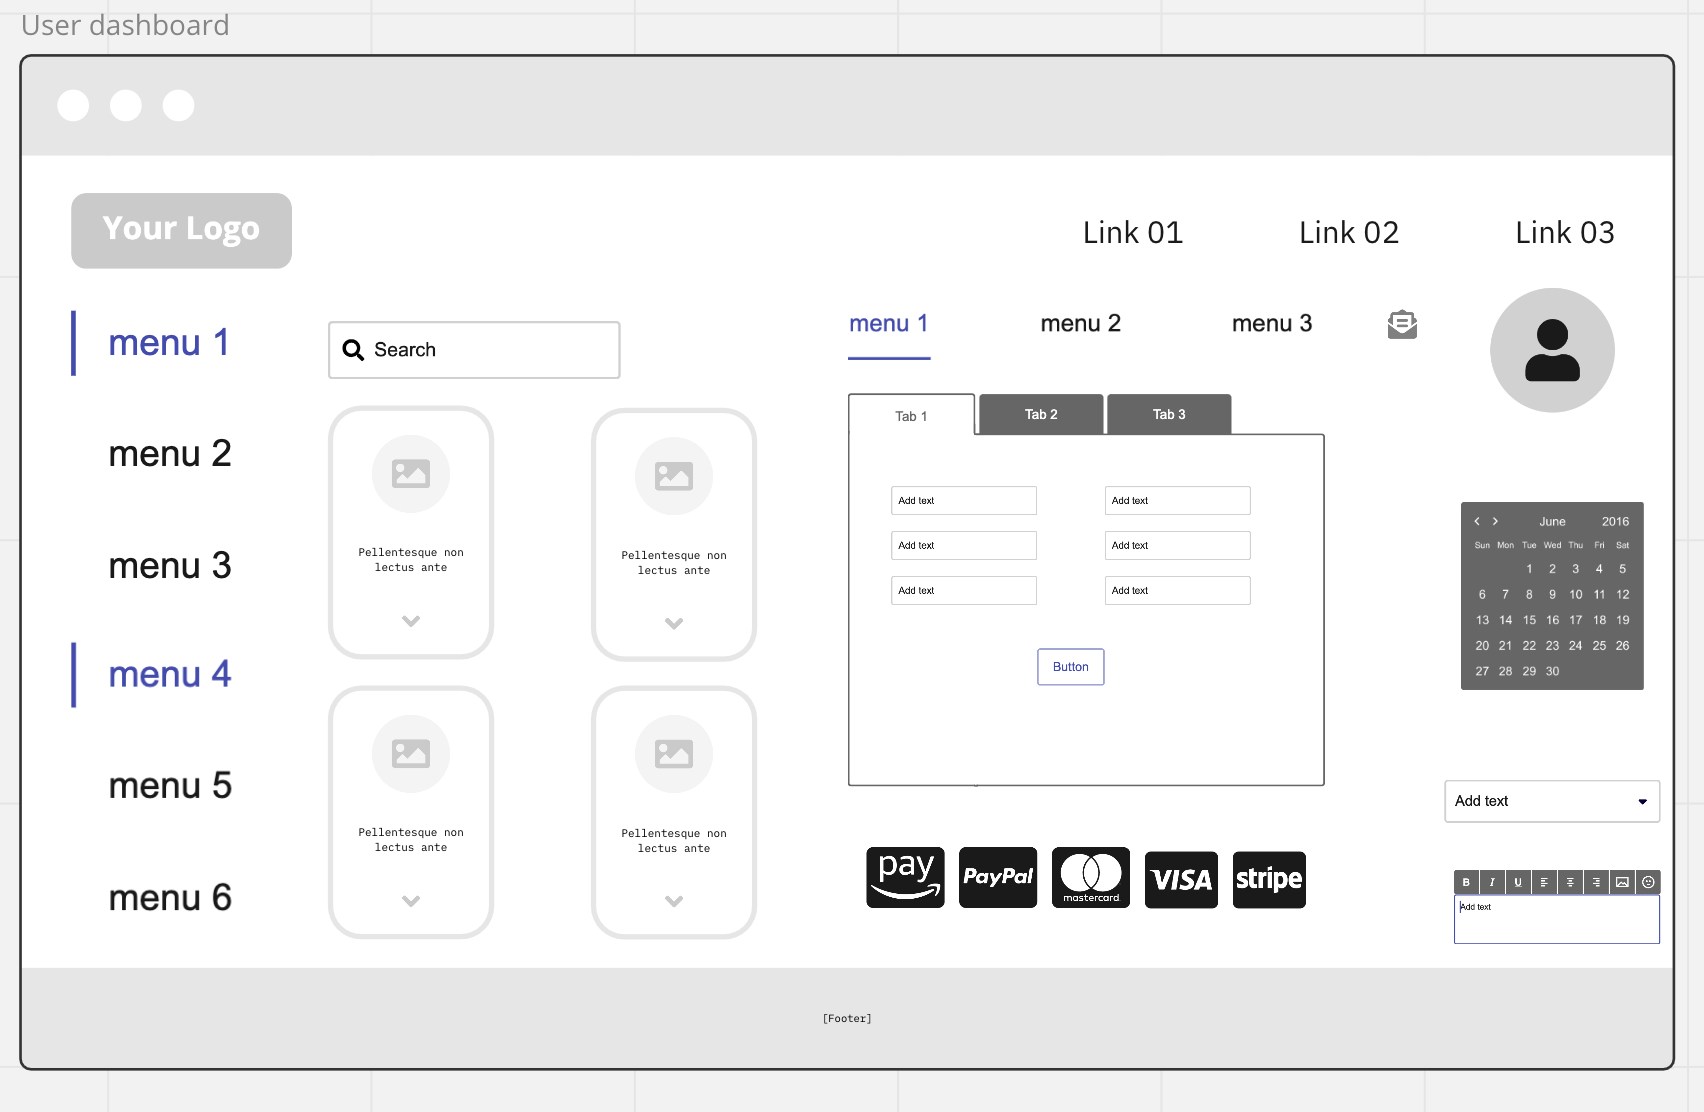 User dashboard
Your Logo
Link 01
Link 02
Link 03
menu 1
menu 2
menu 3
menu 4
menu 5
menu 6
Search
Pellentesque non
lectus ante
Pellentesque non
lectus ante
Pellentesque non
lectus ante
Pellentesque non
lectus ante
menu 1
menu 2
menu 3
Tab 1
Tab 2
Tab 3
Add text
Add text
Add text
Add text
Add text
Add text
Button
pay
PayPal
mastercard
VISA
stripe
June 2016
Sun Mon Tue Wed Thu Fri Sat
1 2 3 4 5
6 7 8 9 10 11 12
13 14 15 16 17 18 19
20 21 22 23 24 25 26
27 28 29 30
Add text
B I U
Add text
[Footer]